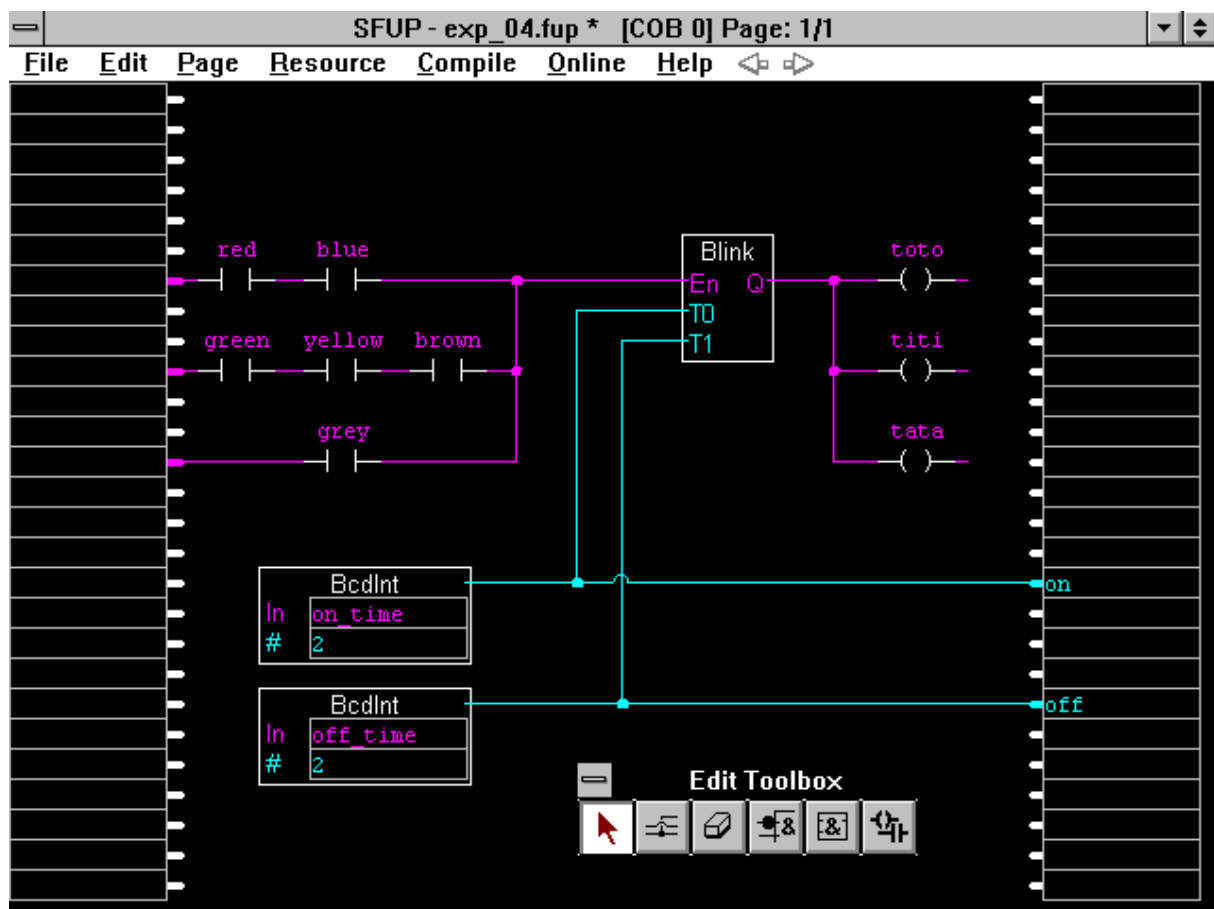 SFUP - exp_04.fup * [COB 0] Page: 1/1
File Edit Page Resource Compile Online Help
red blue Blink toto
En Q
T0
green yellow brown T1 titi
grey tata
BcdInt on
In on_time
# 2
BcdInt off
In off_time
# 2
Edit Toolbox
& &